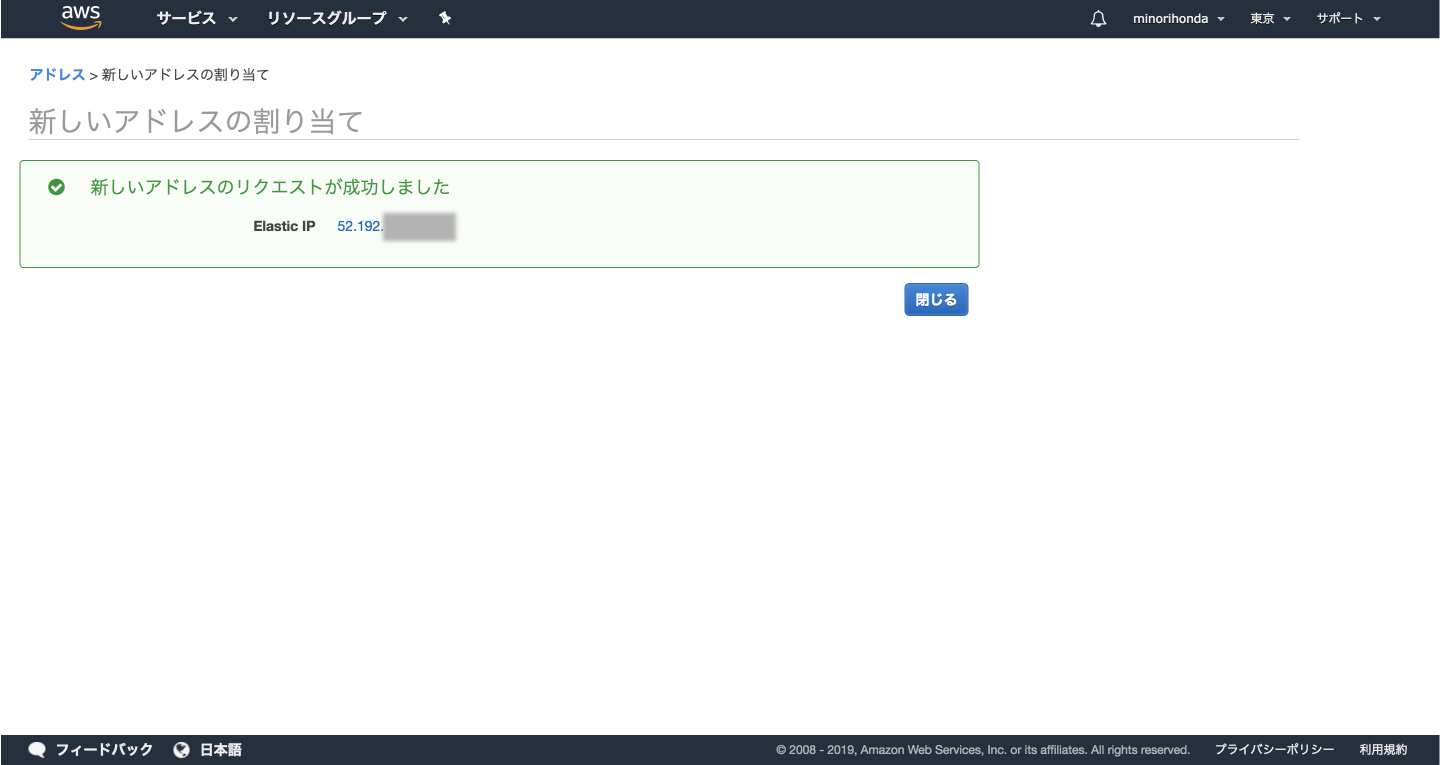 aws サービス リソースグループ minorihonda 東京 サポート
アドレス > 新しいアドレスの割り当て
新しいアドレスの割り当て
新しいアドレスのリクエストが成功しました
Elastic IP 52.192.
閉じる
フィードバック 日本語 © 2008 - 2019, Amazon Web Services, Inc. or its affiliates. All rights reserved. プライバシーポリシー 利用規約